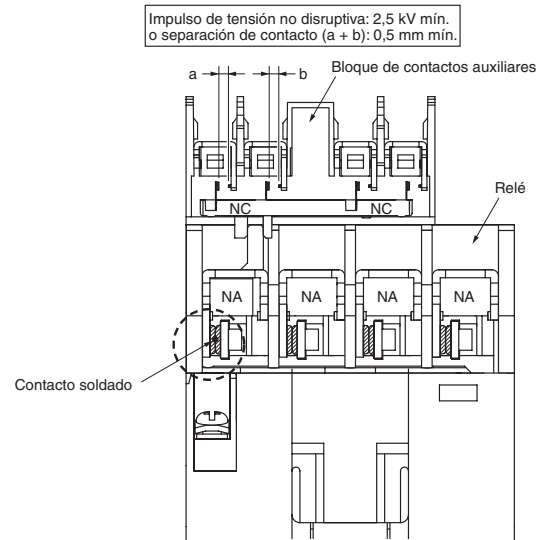 Impulso de tensión no disruptiva: 2,5 kV mín.
o separación de contacto (a + b): 0,5 mm mín.
a
b
Bloque de contactos auxiliares
Relé
NC
NC
NA
NA
NA
NA
Contacto soldado